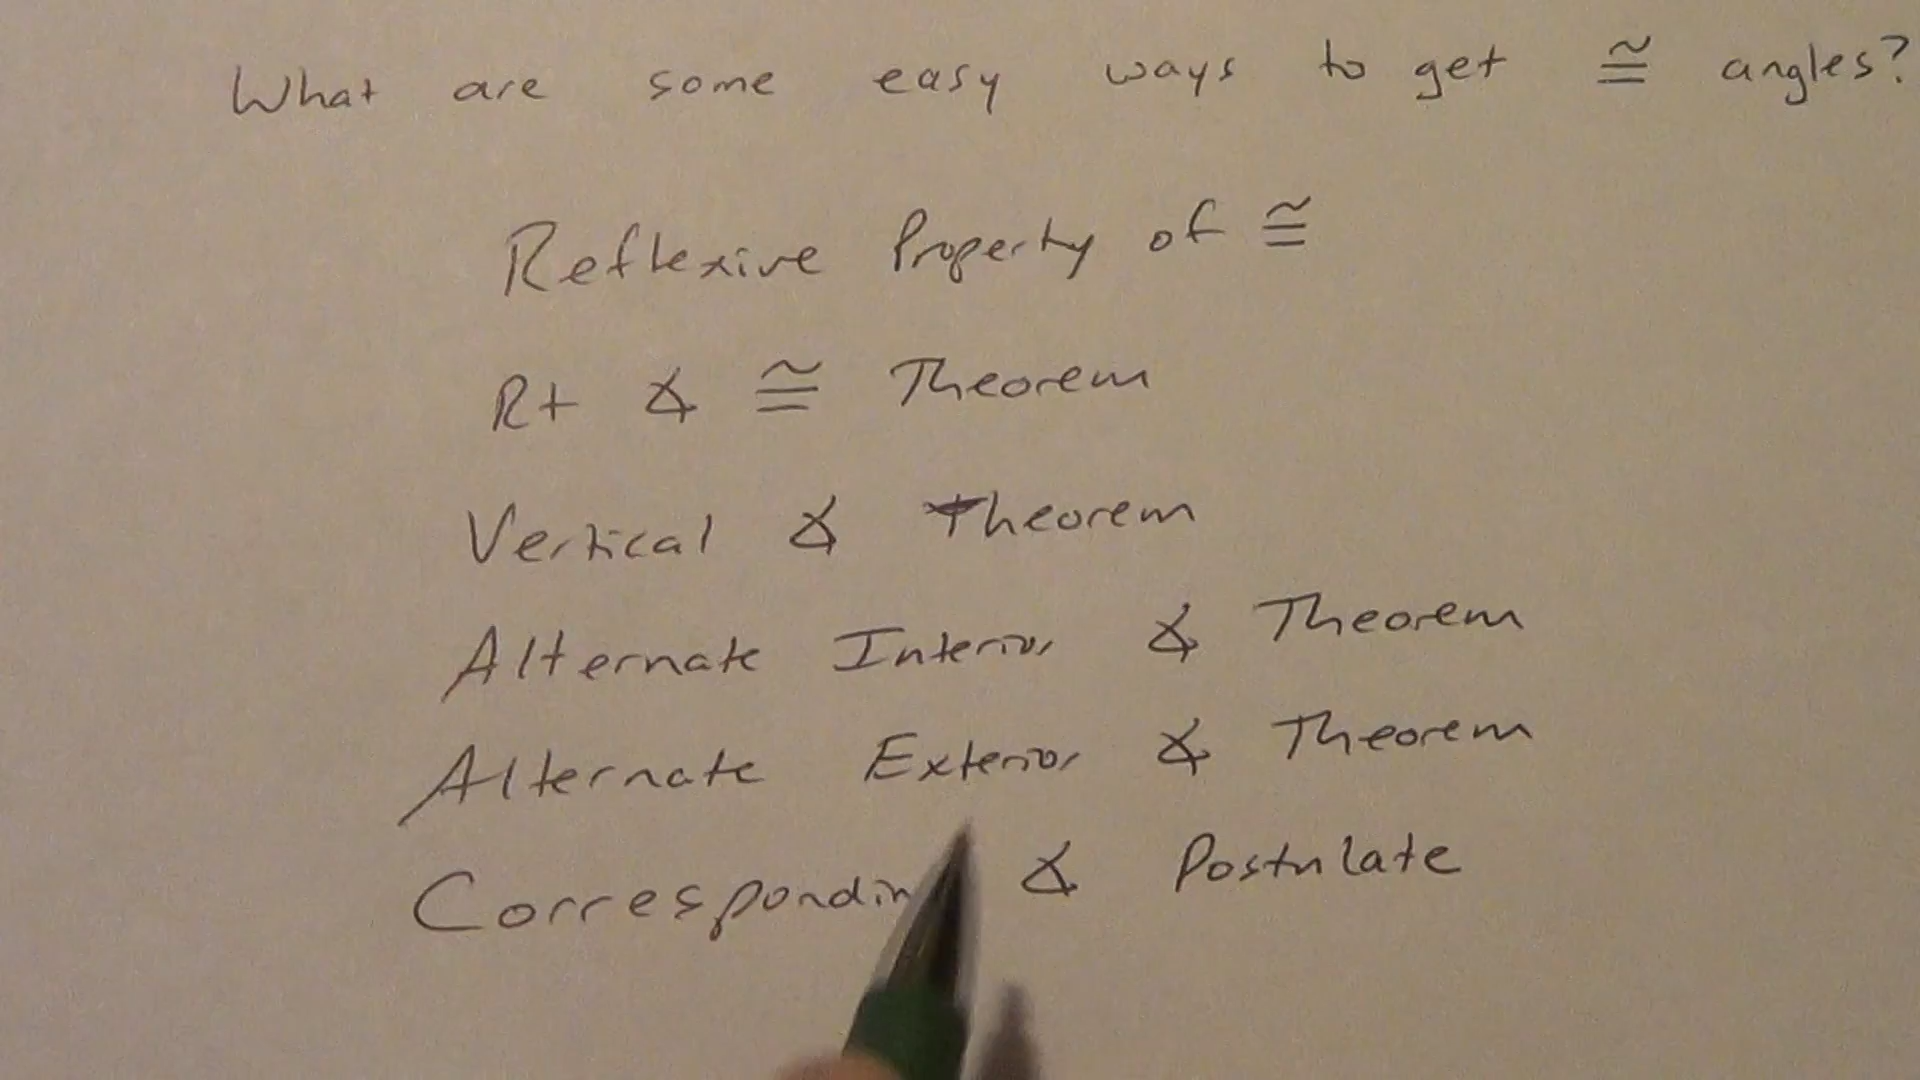 What are some easy ways to get ≅ angles?
Reflexive Property of ≅
Rt ∡ ≅ Theorem
Vertical ∡ Theorem
Alternate Interior ∡ Theorem
Alternate Exterior ∡ Theorem
Corresponding ∡ Postulate